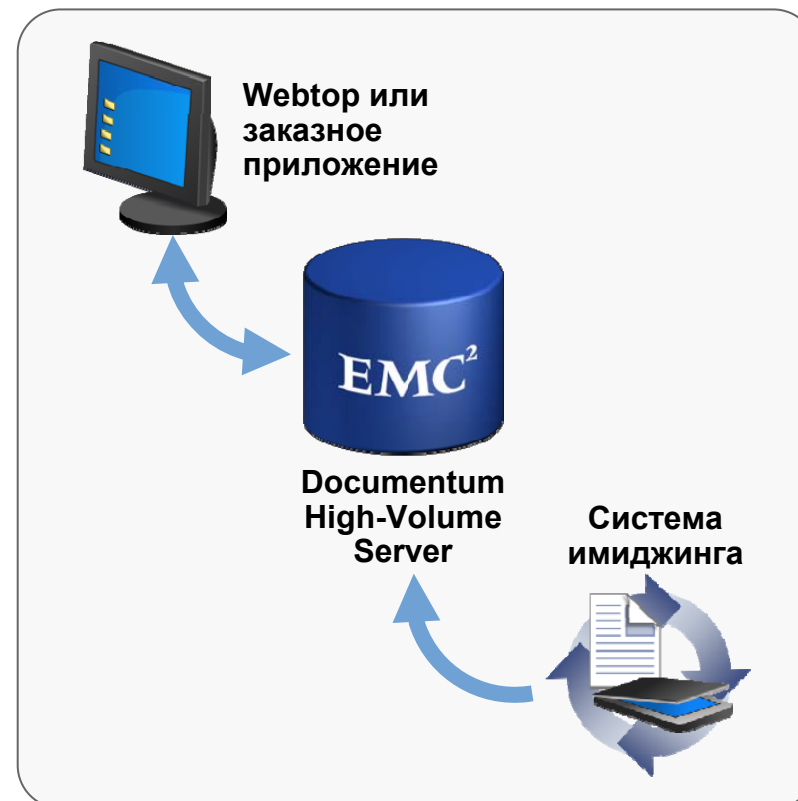 Webtop или
заказное
приложение
EMC²
Documentum
High-Volume
Server
Система
имиджинга